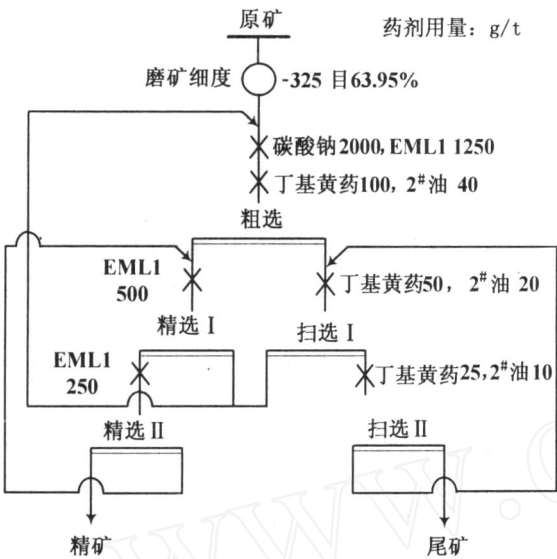 原矿
药剂用量：g/t
磨矿细度
-325 目63.95%
碳酸钠2000, EML1 1250
丁基黄药100, 2#油 40
粗选
EML1
500
丁基黄药50, 2#油 20
精选 Ⅰ
扫选 Ⅰ
EML1
250
丁基黄药25, 2#油10
精选 Ⅱ
扫选 Ⅱ
精矿
尾矿